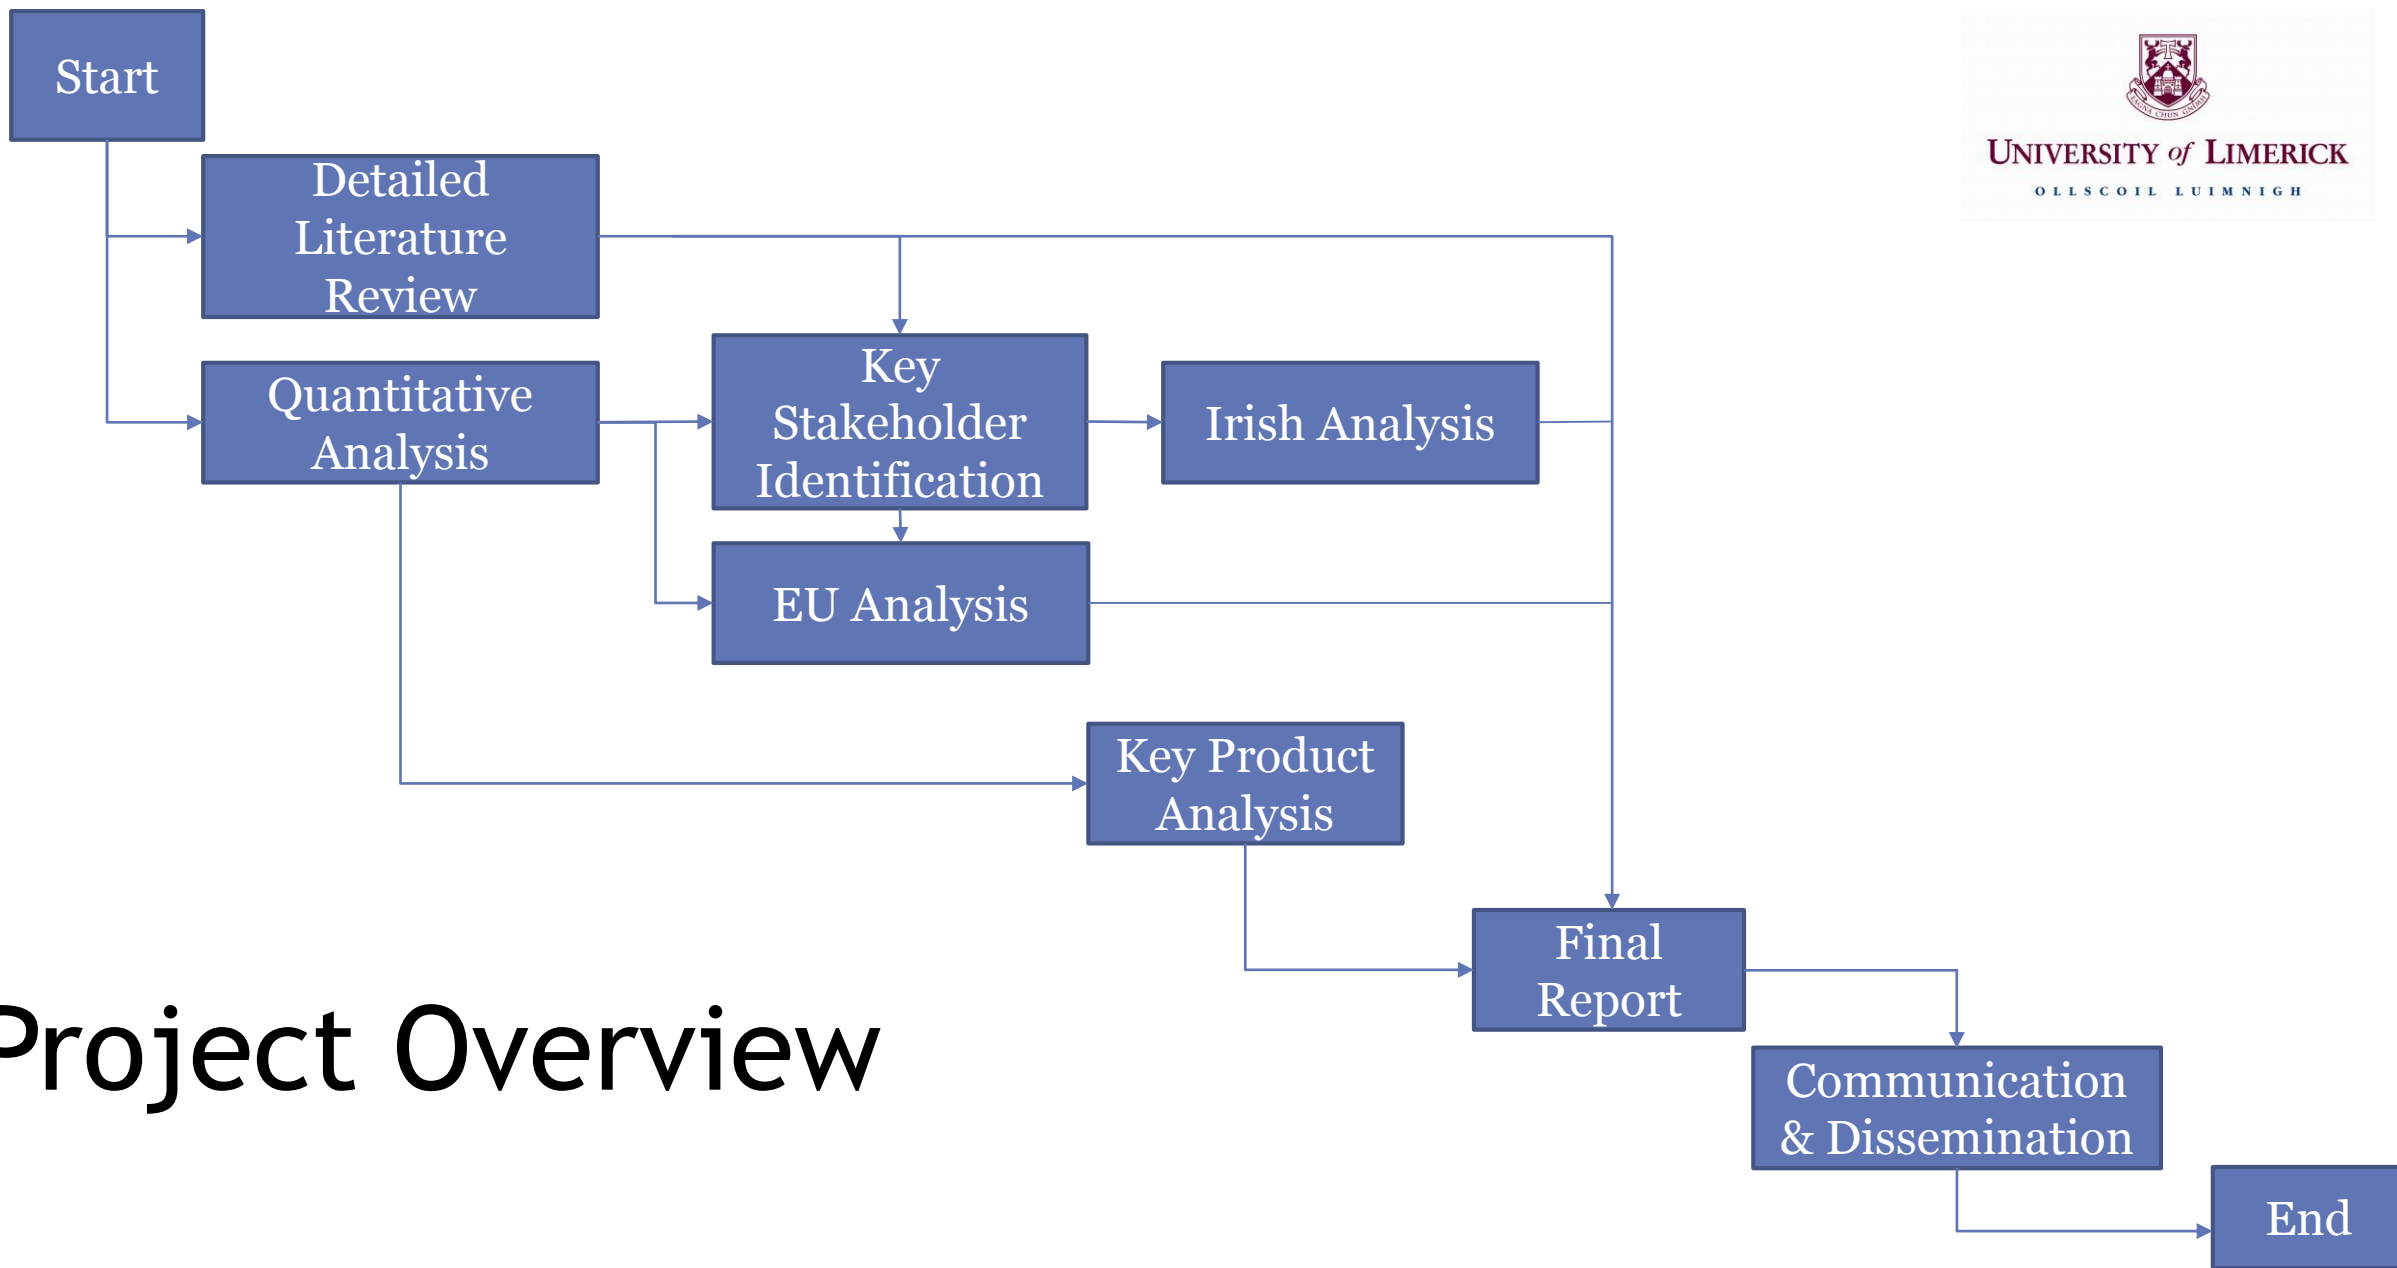 Start
UNIVERSITY of LIMERICK
OLLSCOIL LUIMNIGH
Detailed
Literature
Review
Quantitative
Analysis
Key
Stakeholder
Identification
Irish Analysis
EU Analysis
Key Product
Analysis
Final
Report
Project Overview
Communication
& Dissemination
End